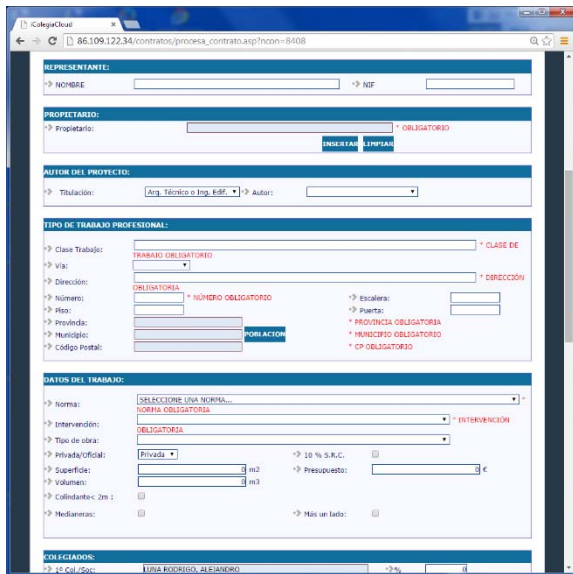 iColegiaCloud
86.109.122.34/contratos/procesa_contrato.asp?ncon=8408
REPRESENTANTE:
NOMBRE NIF
PROPIETARIO:
Propietario: * OBLIGATORIO
INSERTAR LIMPIAR
AUTOR DEL PROYECTO:
Titulación: Arq. Técnico o Ing. Edif. Autor:
TIPO DE TRABAJO PROFESIONAL:
Clase Trabajo: * CLASE DE
TRABAJO OBLIGATORIO
Vía:
Dirección: * DIRECCIÓN
OBLIGATORIA
Número: * NÚMERO OBLIGATORIO Escalera:
Piso: Puerta:
Provincia: * PROVINCIA OBLIGATORIA
Municipio: POBLACION * MUNICIPIO OBLIGATORIO
Código Postal: * CP OBLIGATORIO
DATOS DEL TRABAJO:
Norma: SELECCIONE UNA NORMA... *
NORMA OBLIGATORIA
Intervención: * INTERVENCIÓN
OBLIGATORIA
Tipo de obra:
Privada/Oficial: Privada 10 % S.R.C.
Superficie: 0 m2 Presupuesto: 0 €
Volumen: 0 m3
Colindante< 2m :
Medianeras: Más un lado:
COLEGIADOS:
1º Col./Soc: LUNA RODRIGO, ALEJANDRO % 0